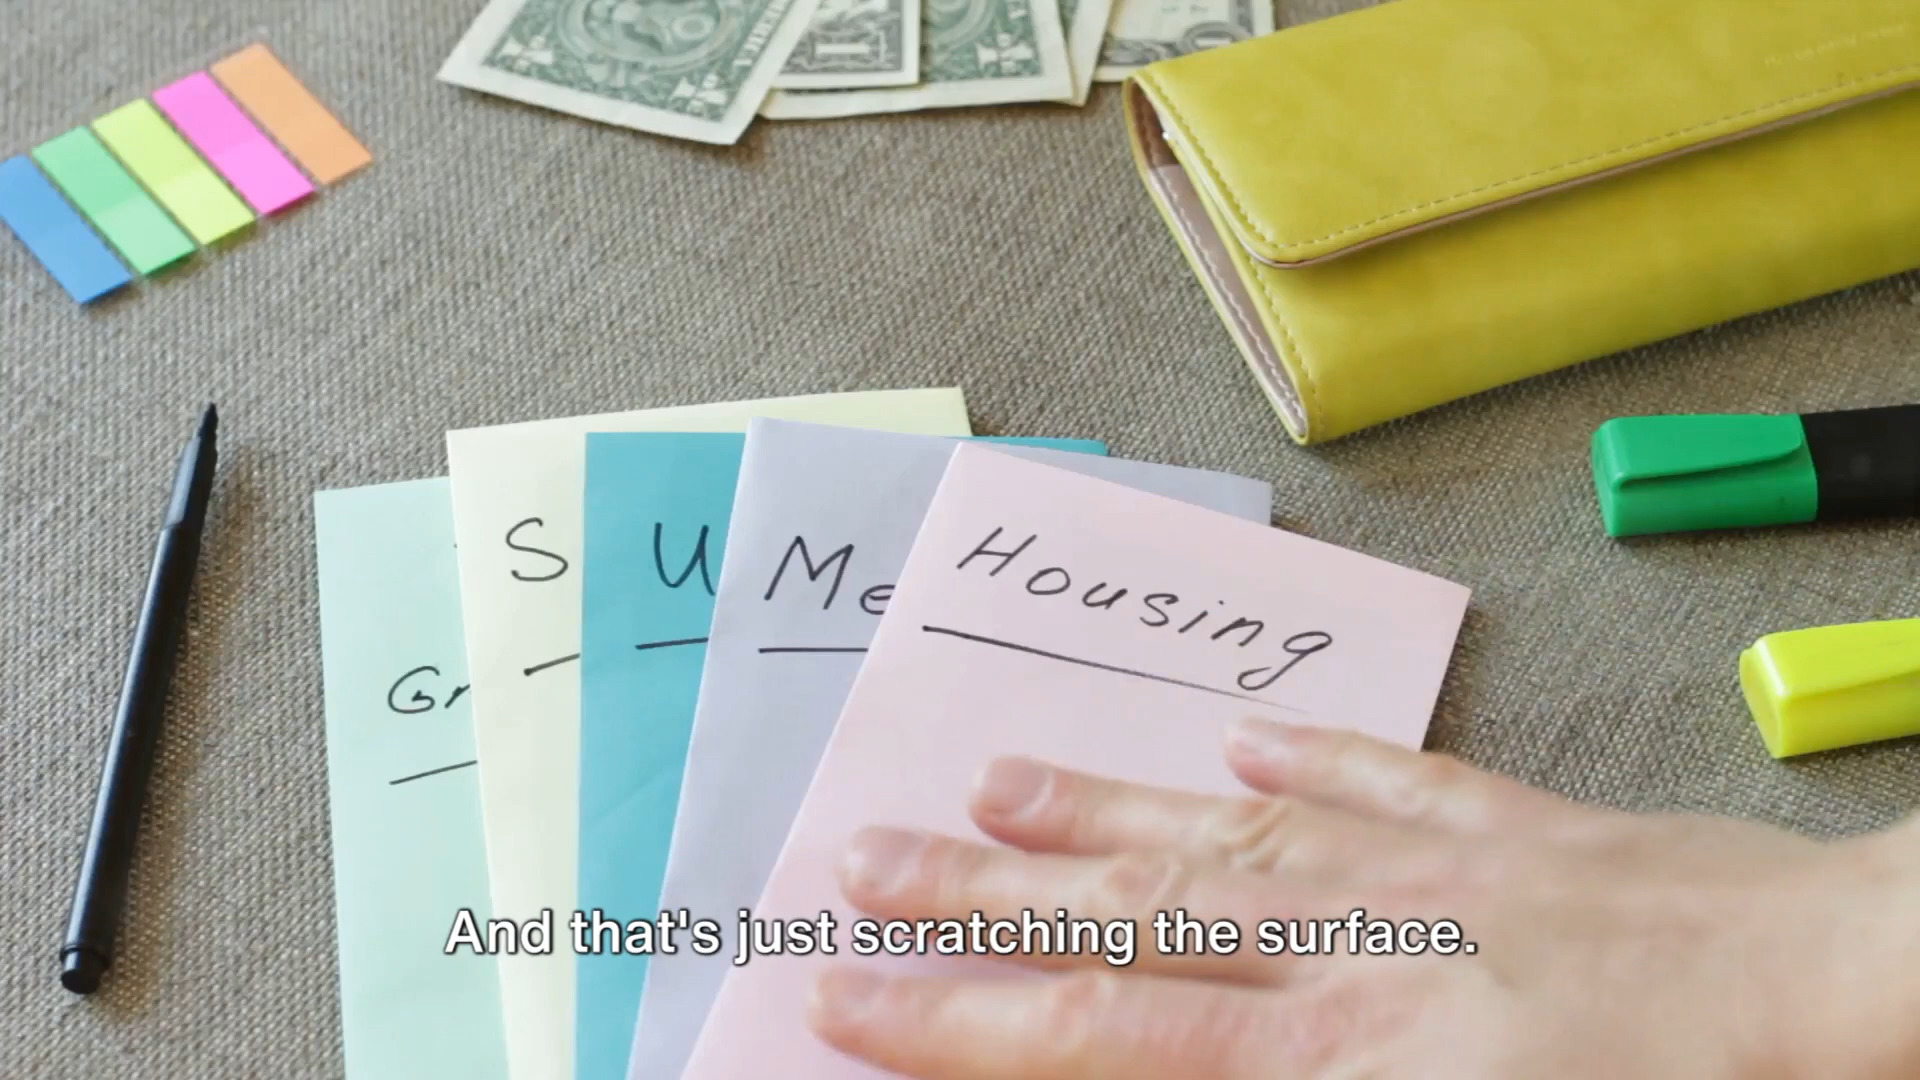 S
U
Me
Housing
Gr
And that's just scratching the surface.